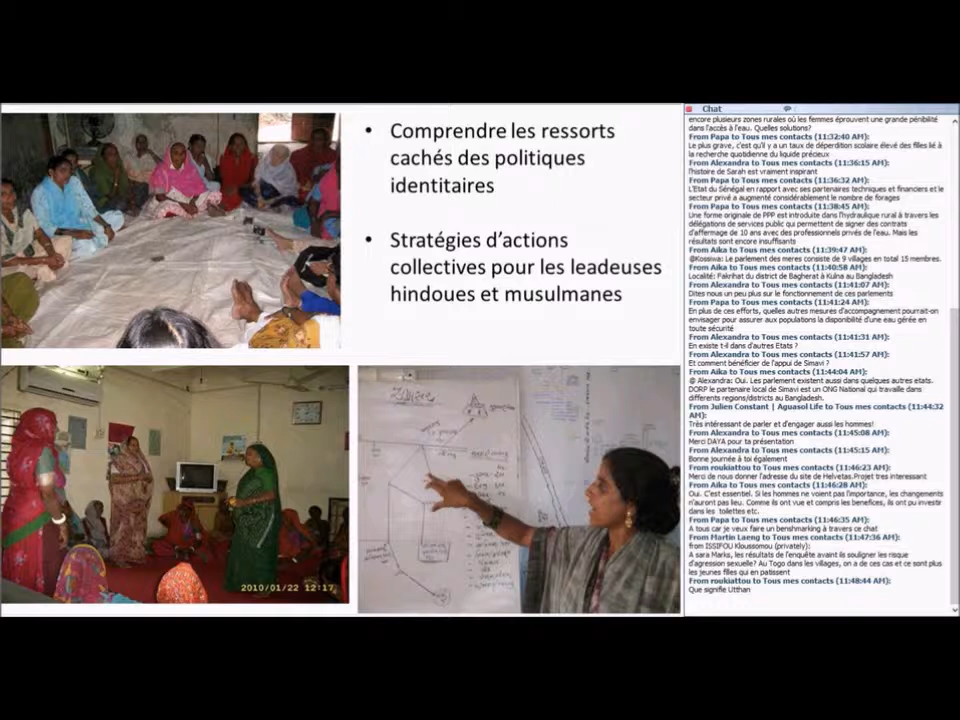 • Comprendre les ressorts
cachés des politiques
identitaires
• Stratégies d'actions
collectives pour les leadeuses
hindoues et musulmanes
2010/01/22 12:17
Chat
encore plusieurs zones rurales où les femmes éprouvent une grande pénibilité
dans l'accès à l'eau. Quelles solutions?
From Papa to Tous mes contacts (11:32:40 AM):
Le plus grave, c'est qu'il y a un taux de déperdition scolaire élevé des filles lié à
la recherche quotidienne du liquide précieux
From Alexandra to Tous mes contacts (11:36:15 AM):
l'histoire de Sarah est vraiment inspirant
From Papa to Tous mes contacts (11:36:32 AM):
L'Etat du Sénégal en rapport avec ses partenaires techniques et financiers et le
secteur privé a augmenté considérablement le nombre de forages
From Papa to Tous mes contacts (11:38:45 AM):
Une forme originale de PPP est introduite dans l'hydraulique rural à travers les
délégations de services public qui permettent de signer des contrats
d'affermage de 10 ans avec des professionnels privés de l'eau. Mais les
résultats sont encore insuffisants
From Aika to Tous mes contacts (11:39:47 AM):
@Kossiwa: Le parlement des meres consiste de 9 villages en total 15 membres.
From Aika to Tous mes contacts (11:40:58 AM):
Localité: Fakrihat du district de Bagherat à Kulna au Bangladesh
From Alexandra to Tous mes contacts (11:41:07 AM):
Dites nous un peu plus sur le fonctionnement de ces parlements
From Papa to Tous mes contacts (11:41:24 AM):
En plus de ces efforts, quelles autres mesures d'accompagnement pourrait-on
envisager pour assurer aux populations la disponibilité d'une eau gérée en
toute sécurité
From Alexandra to Tous mes contacts (11:41:31 AM):
En existe t-il dans d'autres Etats ?
From Alexandra to Tous mes contacts (11:41:57 AM):
Et comment bénéficier de l'appui de Simavi ?
From Aika to Tous mes contacts (11:44:04 AM):
@ Alexandra: Oui. Les parlement existent aussi dans quelques autres etats.
DORP le partenaire local de Simavi est un ONG National qui travaille dans
differents regions/districts au Bangladesh.
From Julien Constant | Aguasol Life to Tous mes contacts (11:44:32
AM):
Très intéressant de parler et d'engager aussi les hommes!
From Alexandra to Tous mes contacts (11:45:08 AM):
Merci DAYA pour ta présentation
From Alexandra to Tous mes contacts (11:45:15 AM):
Bonne journée à toi également
From roukiattou to Tous mes contacts (11:46:23 AM):
Merci de nous donner l'adresse du site de Helvetas.Projet tres interessant
From Aika to Tous mes contacts (11:46:28 AM):
Oui. C'est essentiel. Si les hommes ne voient pas l'importance, les changements
n'auront pas lieu. Comme ils ont vue et compris les benefices, ils ont pu investir
dans les toilettes etc.
From Papa to Tous mes contacts (11:46:35 AM):
A tous car je veux faire un benshmarking à travers ce chat
From Martin Laeng to Tous mes contacts (11:47:36 AM):
from ISSIFOU Kloussomou (privately):
A sara Marks, les résultats de l'enquête avaint ils souligner les risque
d'agression sexuelle? Au Togo dans les villages, on a de ces cas et ce sont plus
les jeunes filles qui en patissent
From roukiattou to Tous mes contacts (11:48:44 AM):
Que signifie Utthan